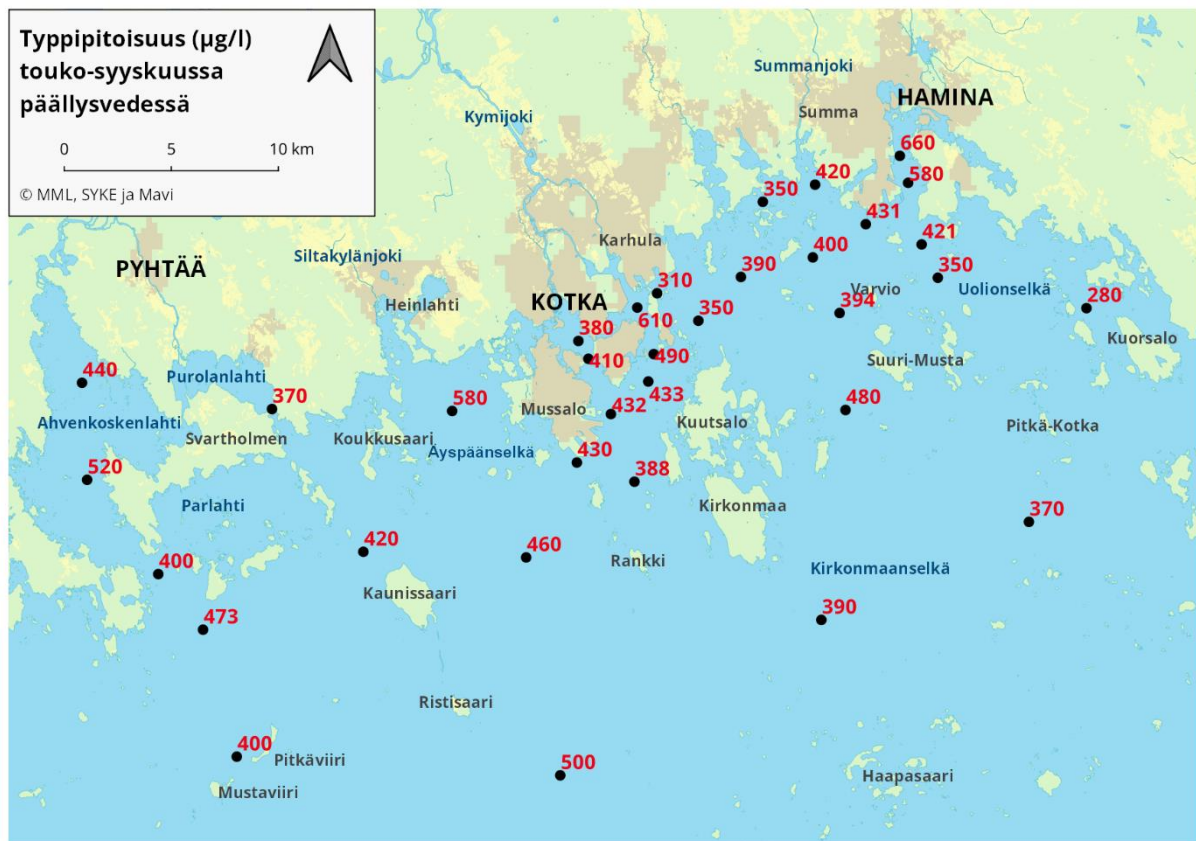 Typpipitoisuus (µg/l)
touko-syyskuussa
päällysvedessä
0 5 10 km
© MML, SYKE ja Mavi
Summanjoki
HAMINA
Summa
Kymijoki
660
580
420
350
431
Karhula
421
400
Siltakylänjoki
PYHTÄÄ
390
350
310
Varvio
Uolionselkä
Heinlahti
KOTKA
280
394
610
350
380
Kuorsalo
410
490
Suuri-Musta
440
Purolanlahti
370
433
580
480
432
Mussalo
Ahvenkoskenlahti
Svartholmen
Koukkusaari
Kuutsalo
Pitkä-Kotka
Äyspäänselkä
430
520
388
Parlahti
Kirkonmaa
370
420
460
400
Rankki
Kirkonmaanselkä
Kaunissaari
390
473
Ristisaari
400
Pitkäviiri
500
Mustaviiri
Haapasaari